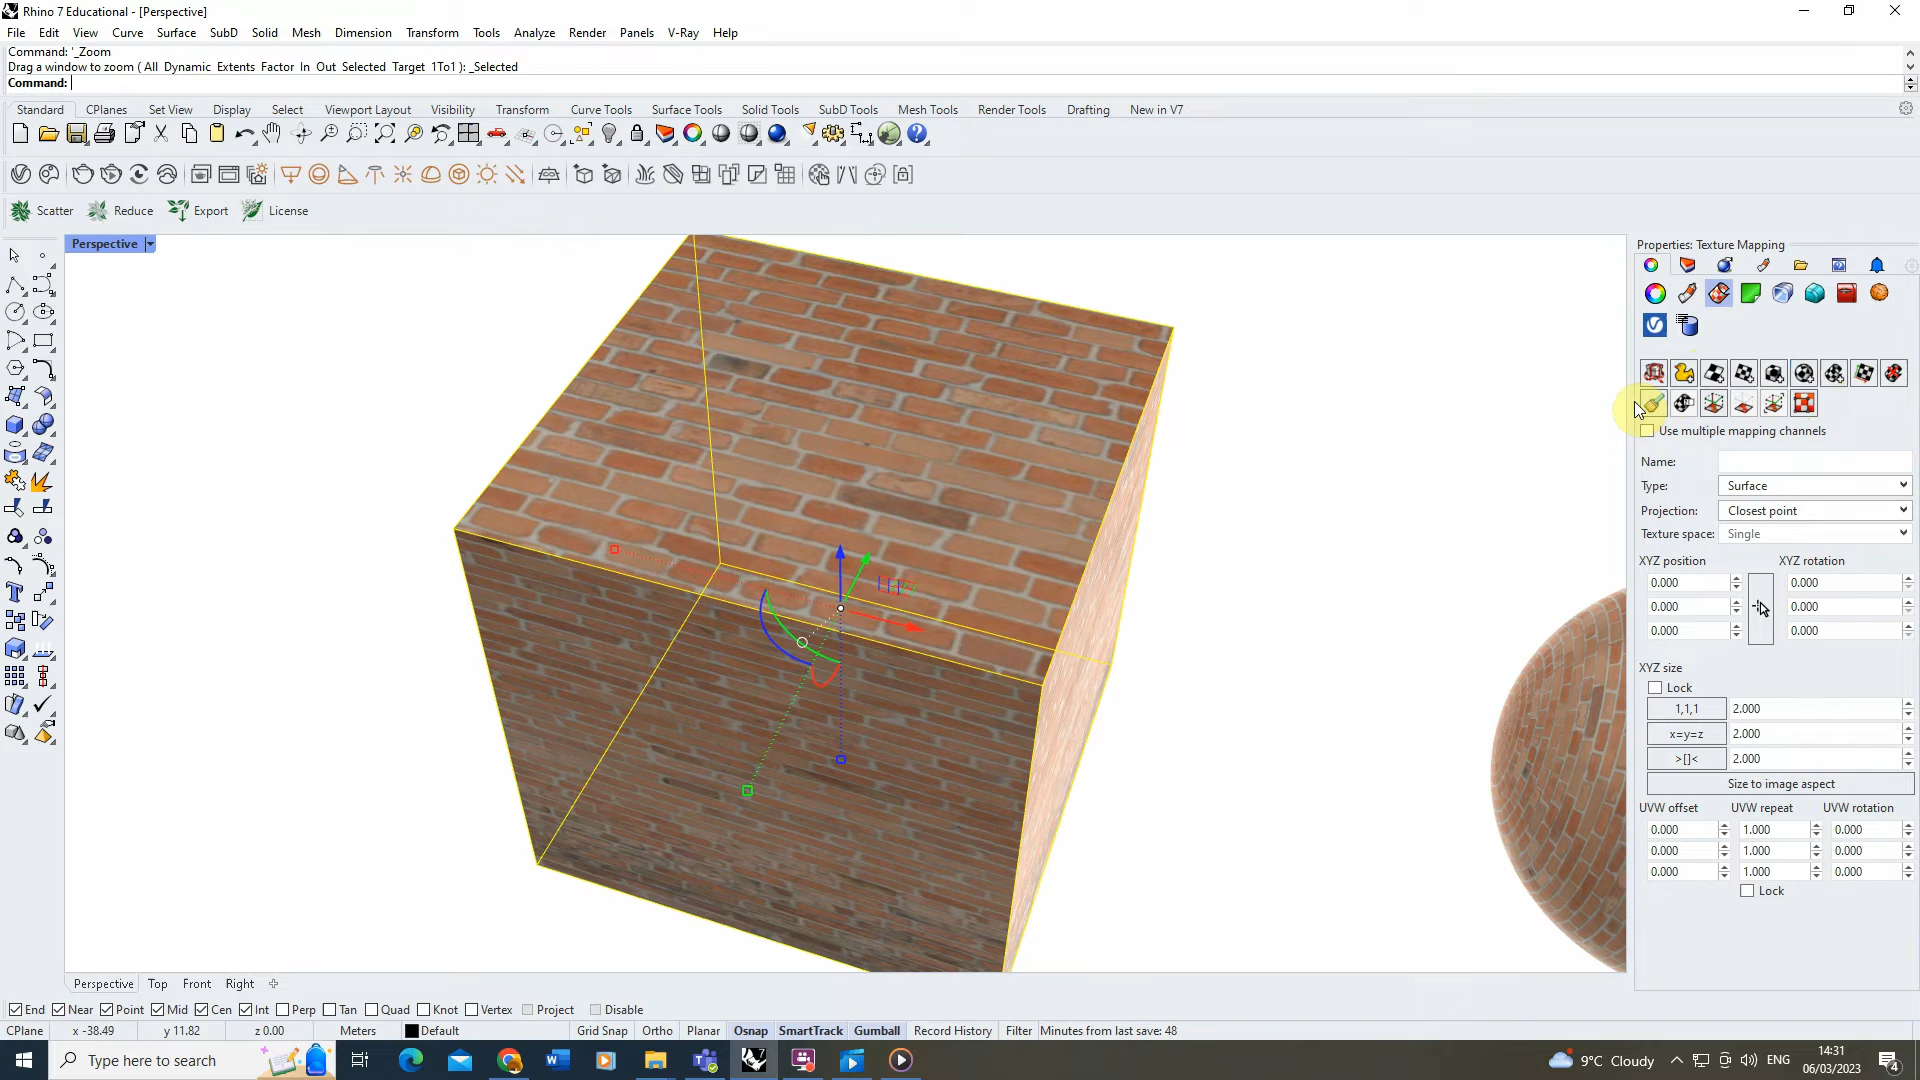 Rhino 7 Educational - [Perspective]
File Edit View Curve Surface SubD Solid Mesh Dimension Transform Tools Analyze Render Panels V-Ray Help
Command: '_Zoom
Drag a window to zoom ( All Dynamic Extents Factor In Out Selected Target 1To1 ): _Selected
Command:
Standard CPlanes Set View Display Select Viewport Layout Visibility Transform Curve Tools Surface Tools Solid Tools SubD Tools Mesh Tools Render Tools Drafting New in V7
Scatter Reduce Export License
Perspective
Properties: Texture Mapping
Use multiple mapping channels
Name:
Type: Surface
Projection: Closest point
Texture space: Single
XYZ position XYZ rotation
0.000 0.000
0.000 0.000
0.000 0.000
XYZ size
Lock
1,1,1 2.000
x=y=z 2.000
>[]< 2.000
Size to image aspect
UVW offset UVW repeat UVW rotation
0.000 1.000 0.000
0.000 1.000 0.000
0.000 1.000 0.000
Lock
Perspective Top Front Right
End Near Point Mid Cen Int Perp Tan Quad Knot Vertex Project Disable
CPlane x -38.49 y 11.82 z 0.00 Meters Default Grid Snap Ortho Planar Osnap SmartTrack Gumball Record History Filter Minutes from last save: 48
Type here to search 9°C Cloudy ENG 14:31
06/03/2023 4